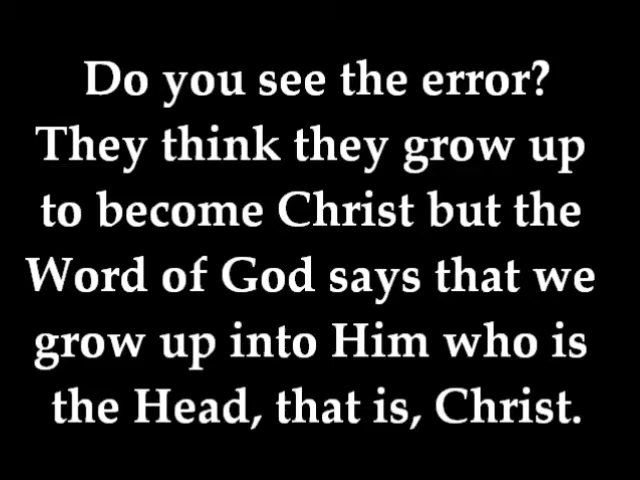 Do you see the error?
They think they grow up
to become Christ but the
Word of God says that we
grow up into Him who is
the Head, that is, Christ.